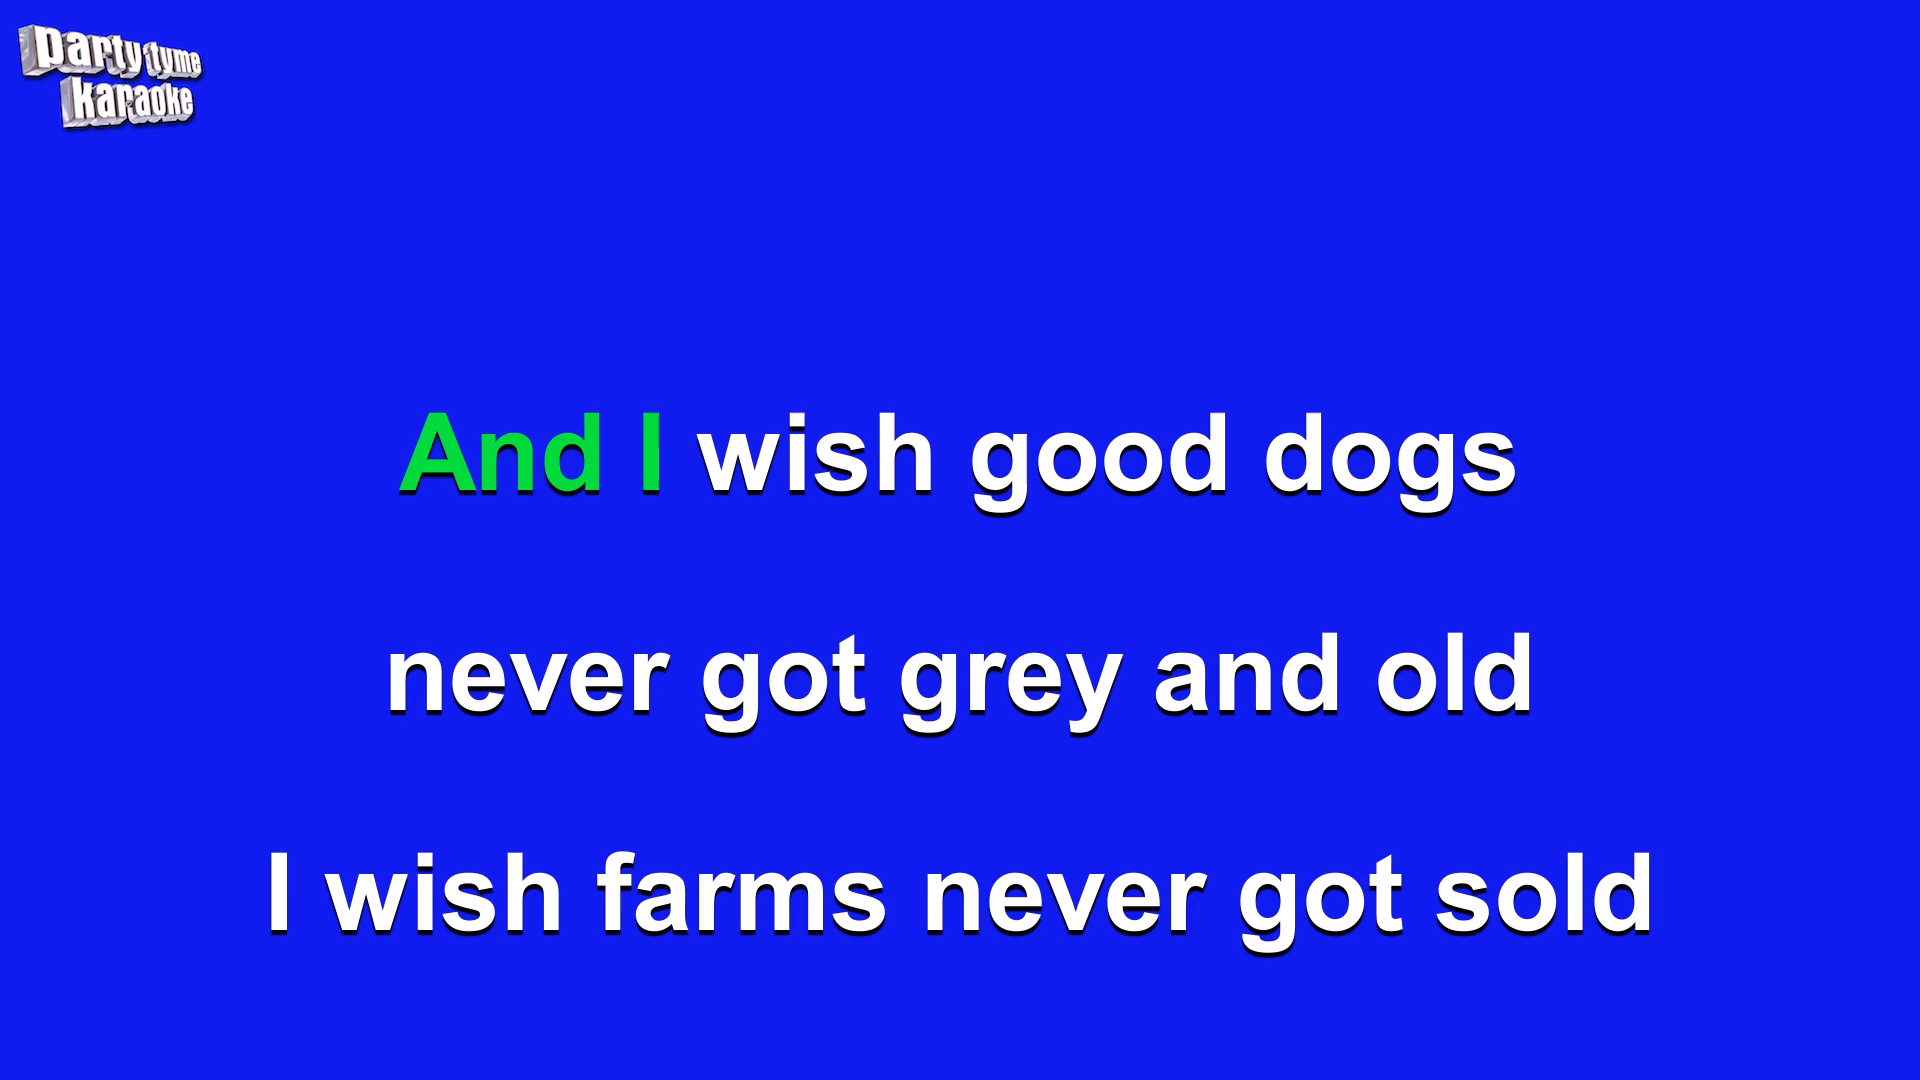 party tyme
karaoke
And I wish good dogs
never got grey and old
I wish farms never got sold